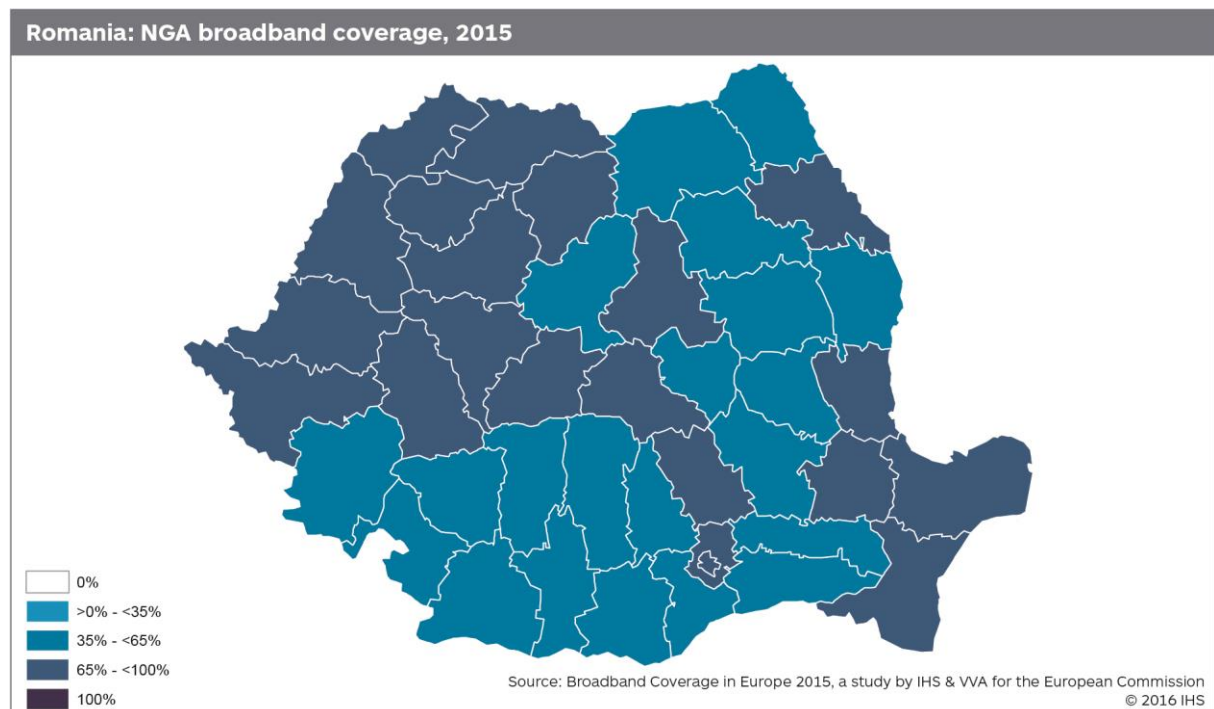 Romania: NGA broadband coverage, 2015
0%
>0% - <35%
35% - <65%
65% - <100%
100%
Source: Broadband Coverage in Europe 2015, a study by IHS & VVA for the European Commission
© 2016 IHS